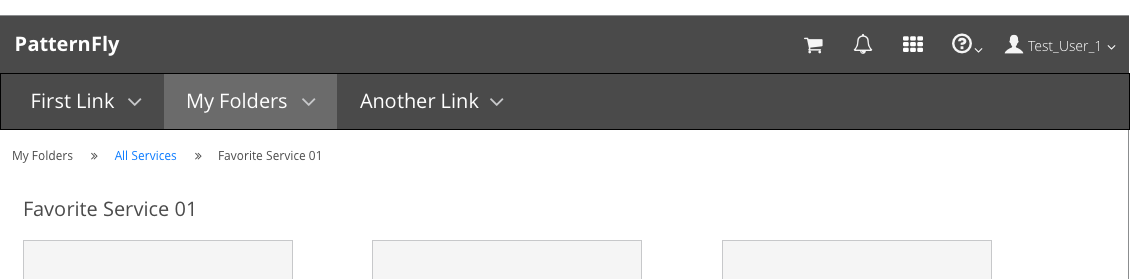 PatternFly
Test_User_1
First Link My Folders Another Link
My Folders » All Services » Favorite Service 01
Favorite Service 01